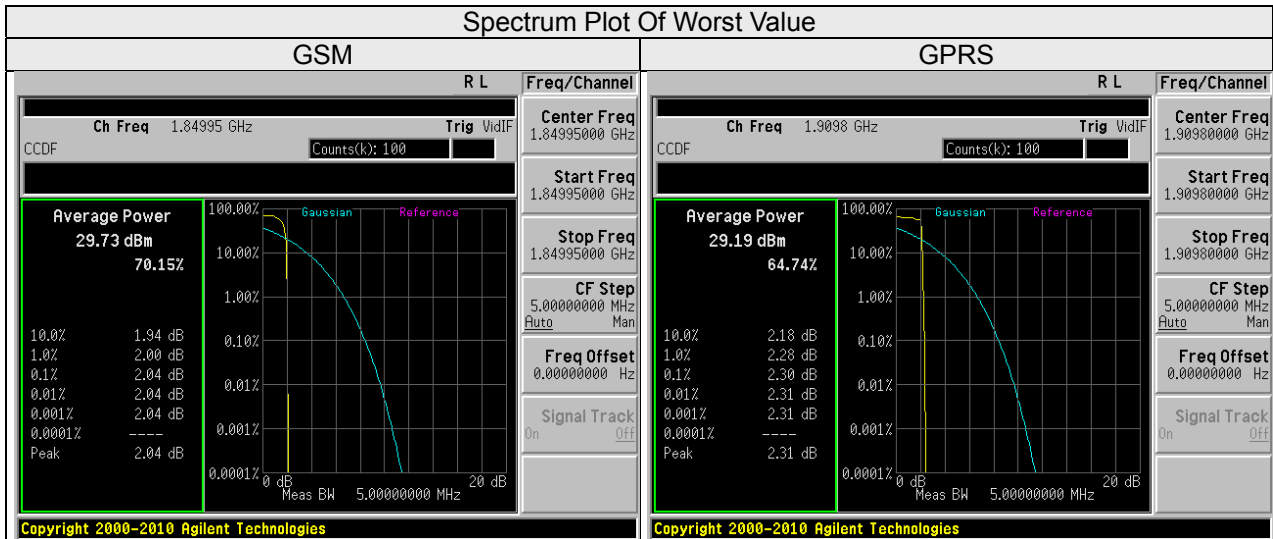 Spectrum Plot Of Worst Value
GSM
R L
Freq/Channel
Ch Freq 1.84995 GHz
Trig VidIF
CCDF
Counts(k): 100
Average Power
29.73 dBm
70.15%
10.0% 1.94 dB
1.0% 2.00 dB
0.1% 2.04 dB
0.01% 2.04 dB
0.001% 2.04 dB
0.0001% ----
Peak 2.04 dB
100.00%
10.00%
1.00%
0.10%
0.01%
0.001%
0.0001%
Gaussian
Reference
0 dB
20 dB
Meas BW 5.00000000 MHz
Center Freq
1.84995000 GHz
Start Freq
1.84995000 GHz
Stop Freq
1.84995000 GHz
CF Step
5.00000000 MHz
Auto Man
Freq Offset
0.00000000 Hz
Signal Track
On Off
Copyright 2000-2010 Agilent Technologies
GPRS
R L
Freq/Channel
Ch Freq 1.9098 GHz
Trig VidIF
CCDF
Counts(k): 100
Average Power
29.19 dBm
64.74%
10.0% 2.18 dB
1.0% 2.28 dB
0.1% 2.30 dB
0.01% 2.31 dB
0.001% 2.31 dB
0.0001% ----
Peak 2.31 dB
100.00%
10.00%
1.00%
0.10%
0.01%
0.001%
0.0001%
Gaussian
Reference
0 dB
20 dB
Meas BW 5.00000000 MHz
Center Freq
1.90980000 GHz
Start Freq
1.90980000 GHz
Stop Freq
1.90980000 GHz
CF Step
5.00000000 MHz
Auto Man
Freq Offset
0.00000000 Hz
Signal Track
On Off
Copyright 2000-2010 Agilent Technologies